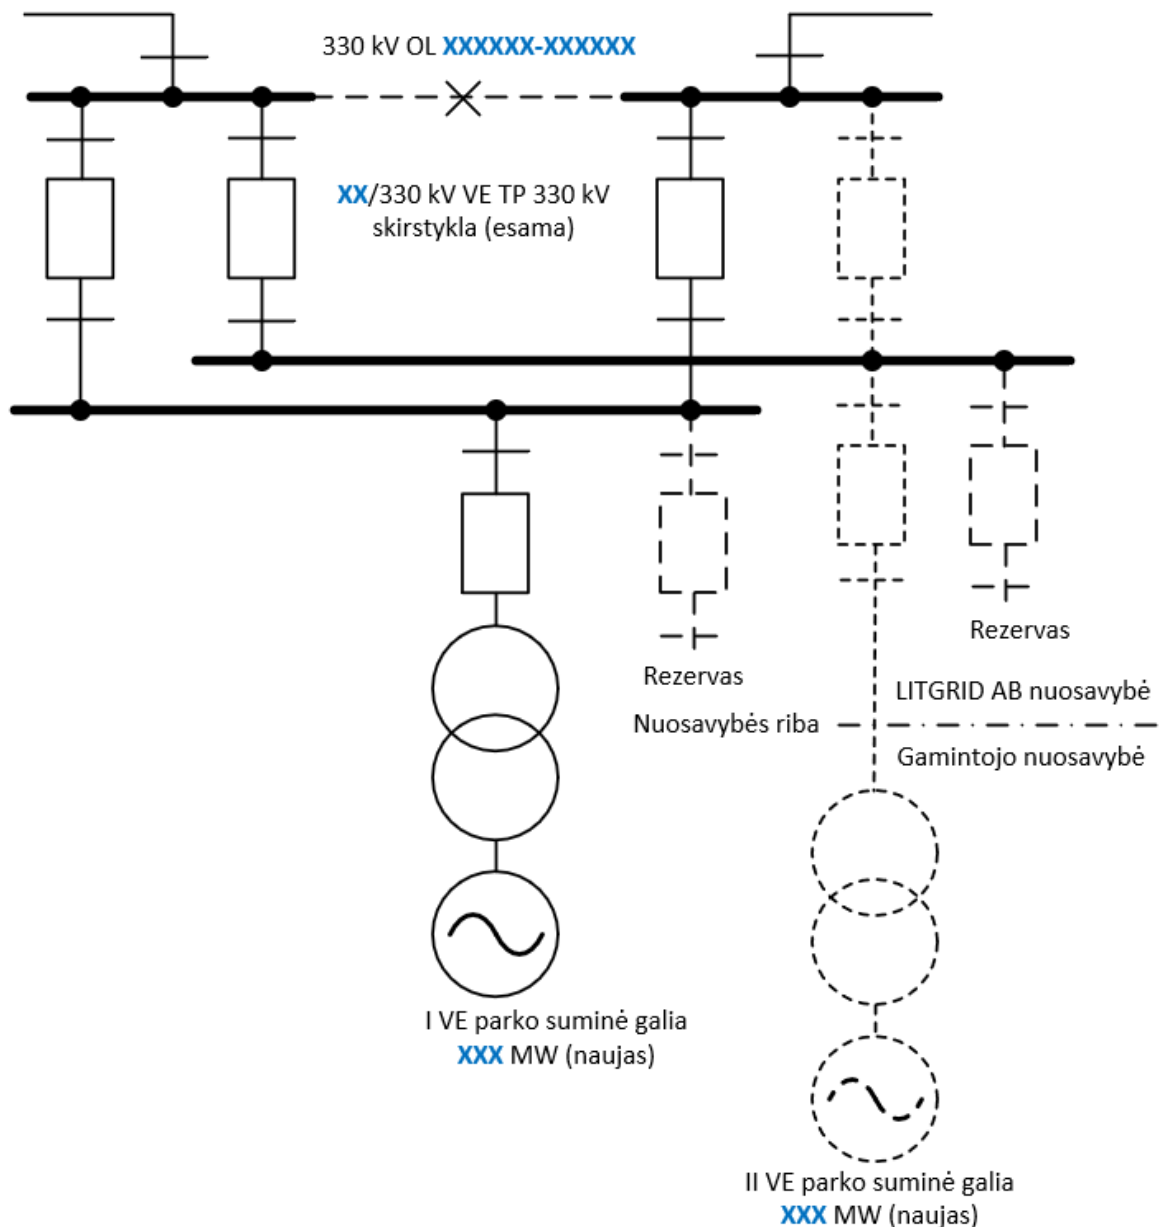 330 kV OL XXXXXX-XXXXXX
XX/330 kV VE TP 330 kV
skirstykla (esama)
Rezervas
Rezervas
LITGRID AB nuosavybė
Nuosavybės riba
Gamintojo nuosavybė
I VE parko suminė galia
XXX MW (naujas)
II VE parko suminė galia
XXX MW (naujas)